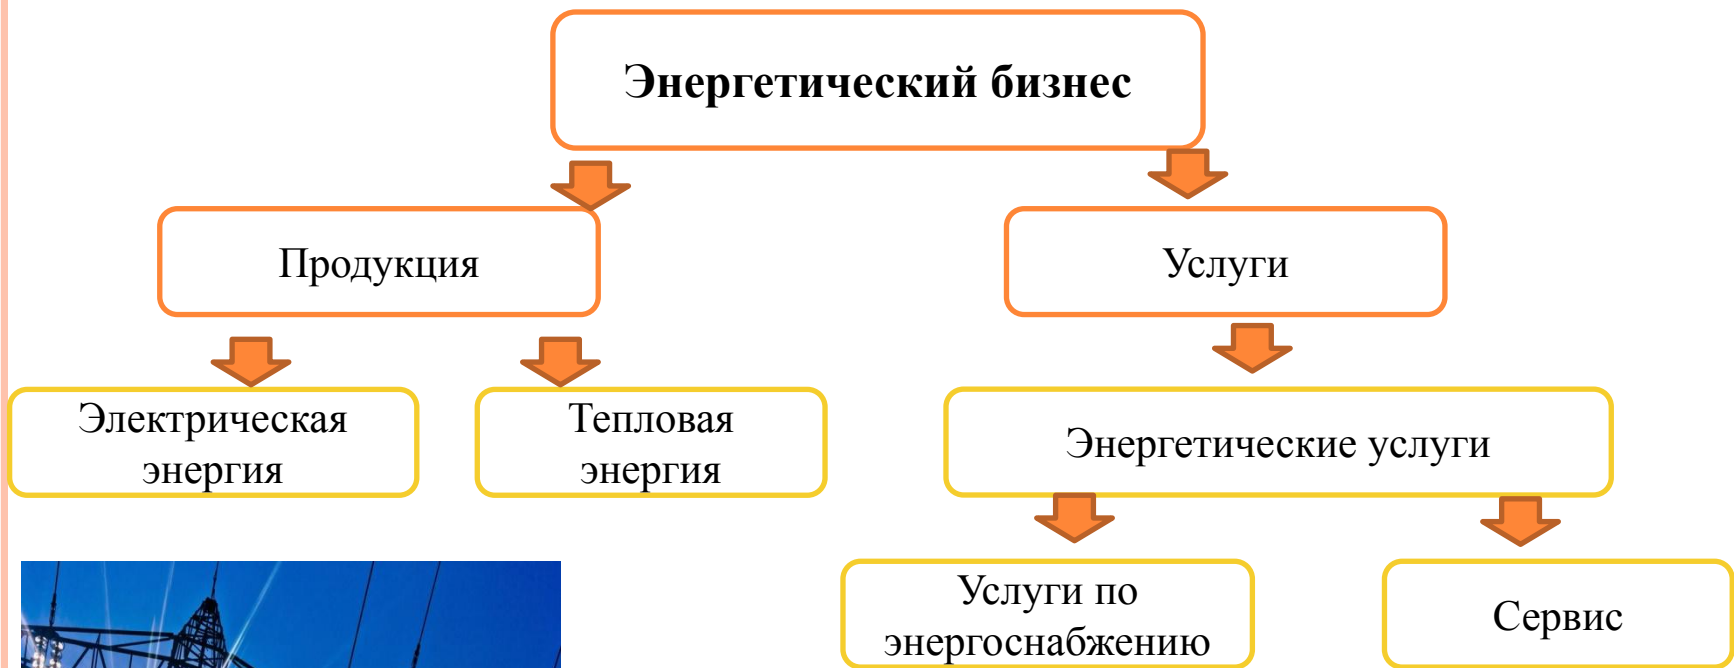 Энергетический бизнес
Продукция
Услуги
Электрическая
энергия
Тепловая
энергия
Энергетические услуги
Услуги по
энергоснабжению
Сервис